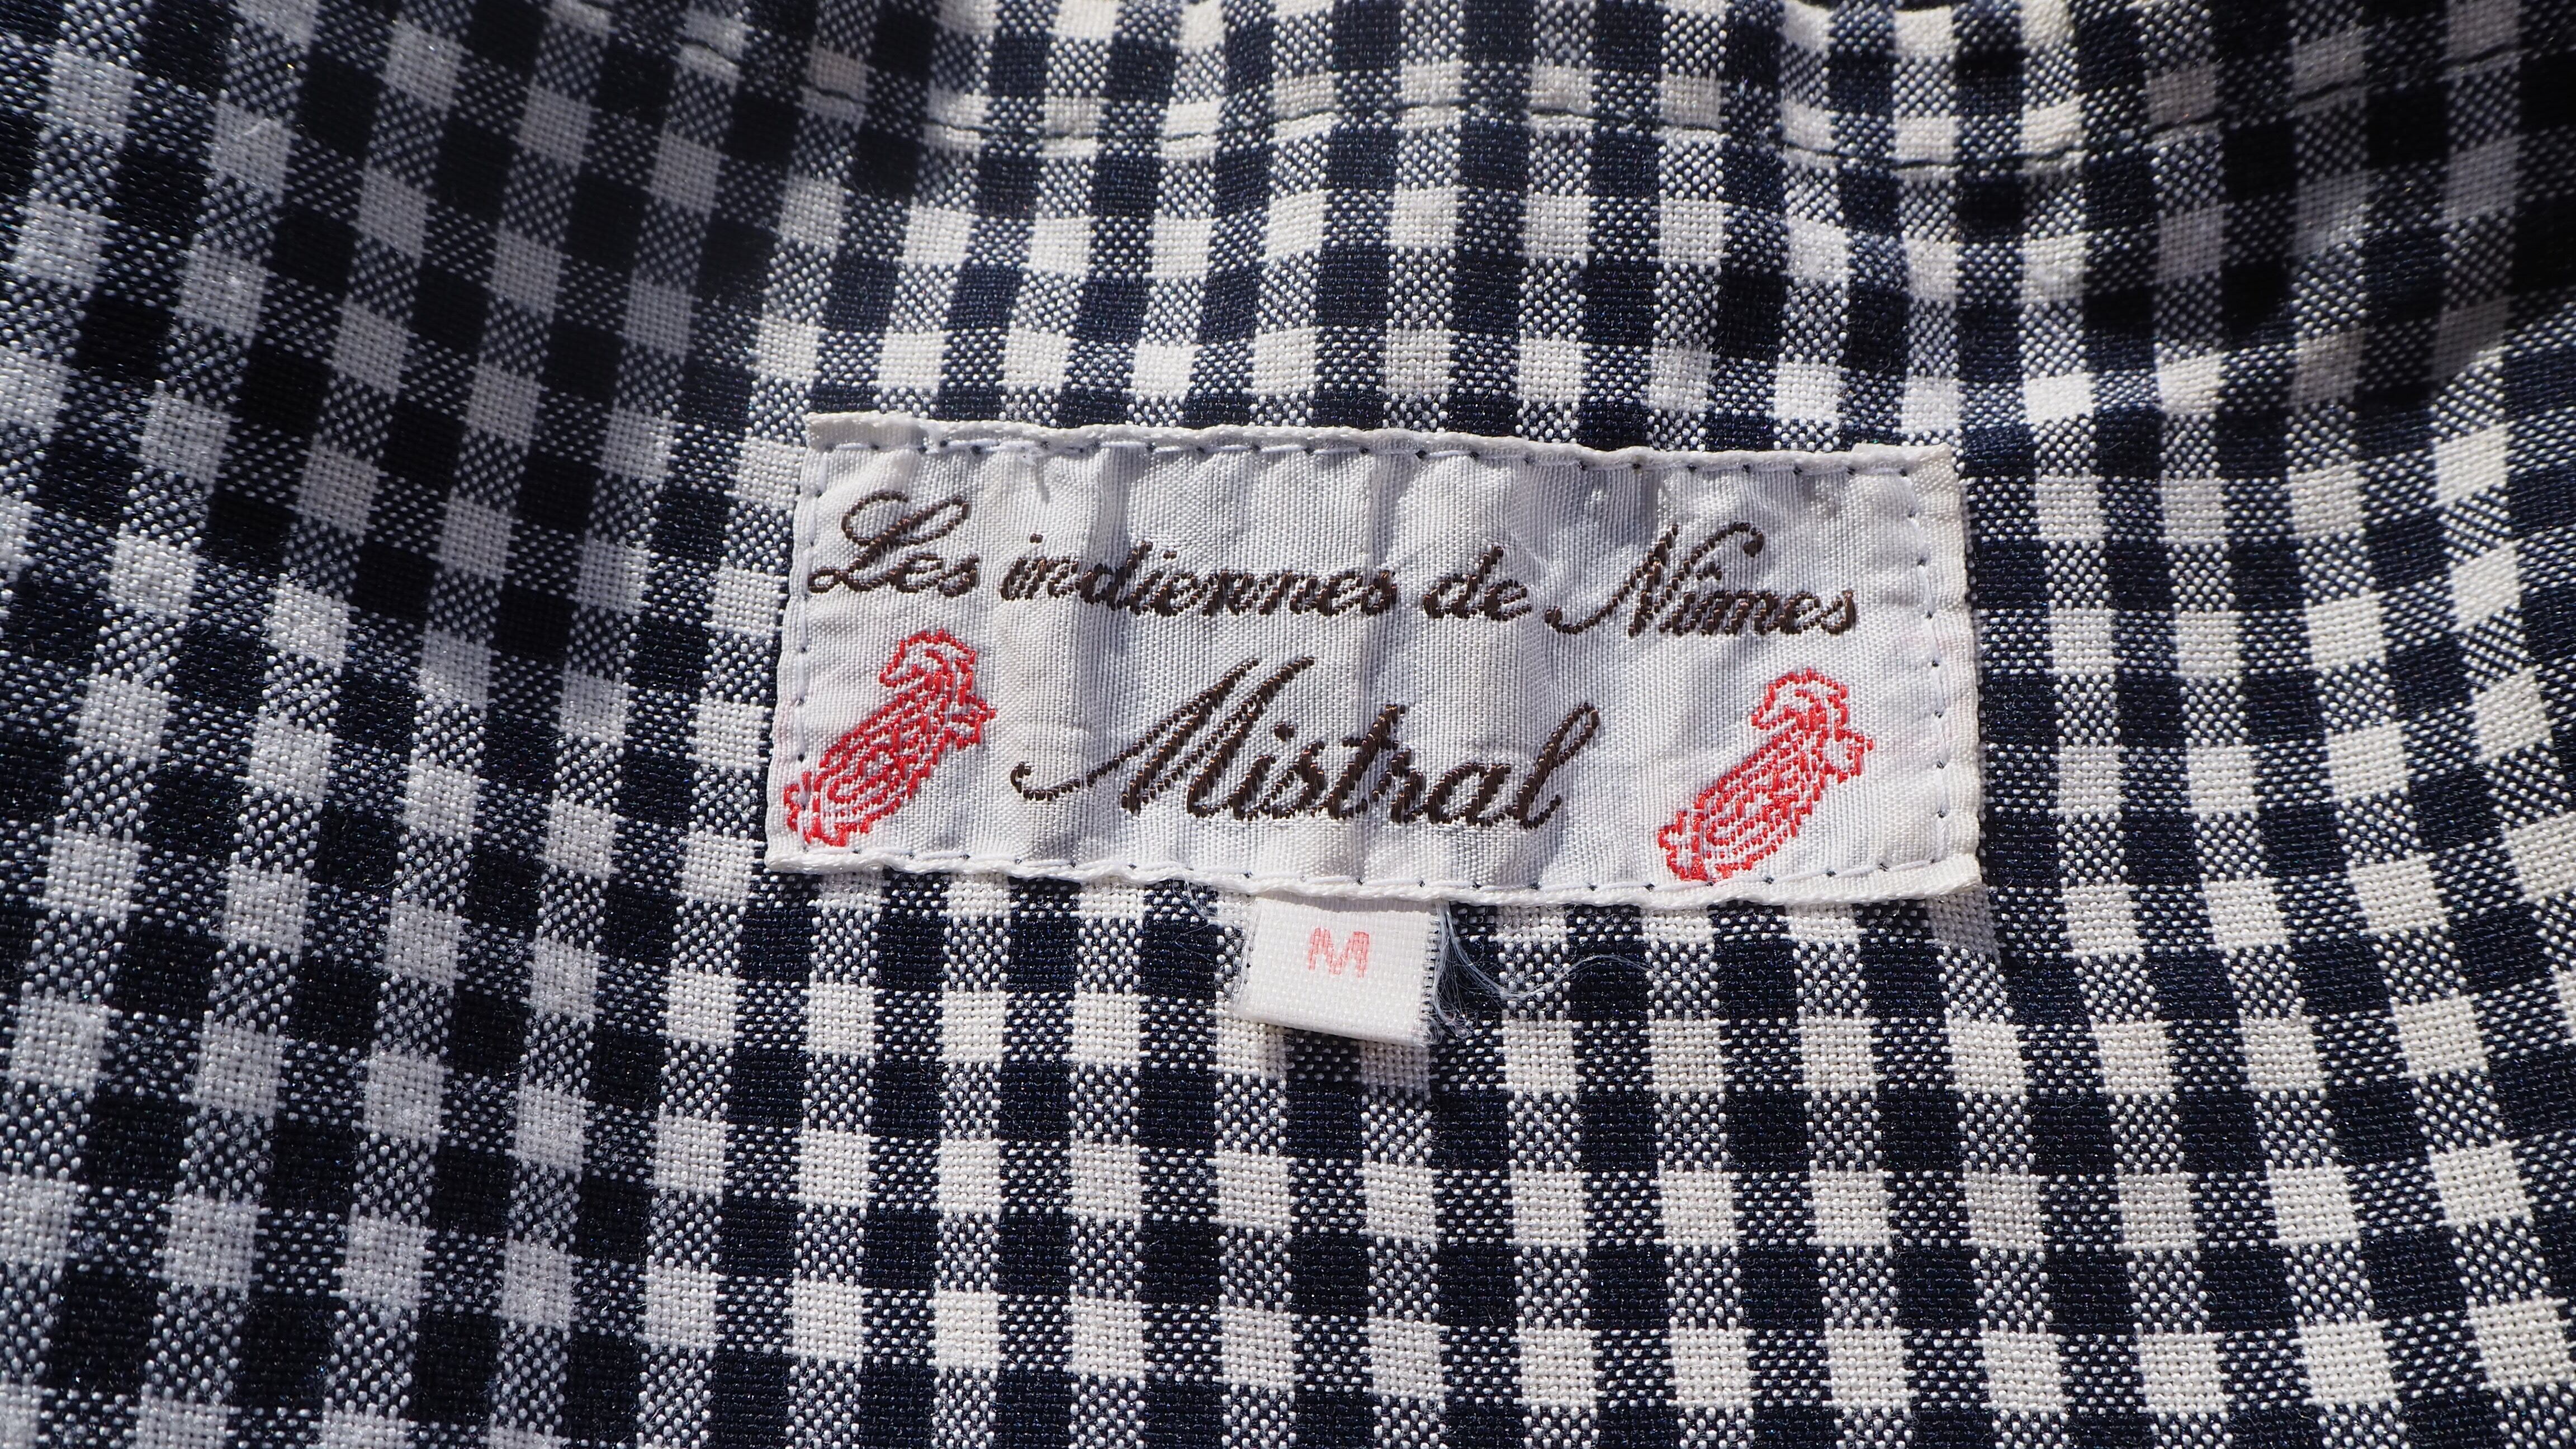 Les indiennes de Nîmes
Mistral
M